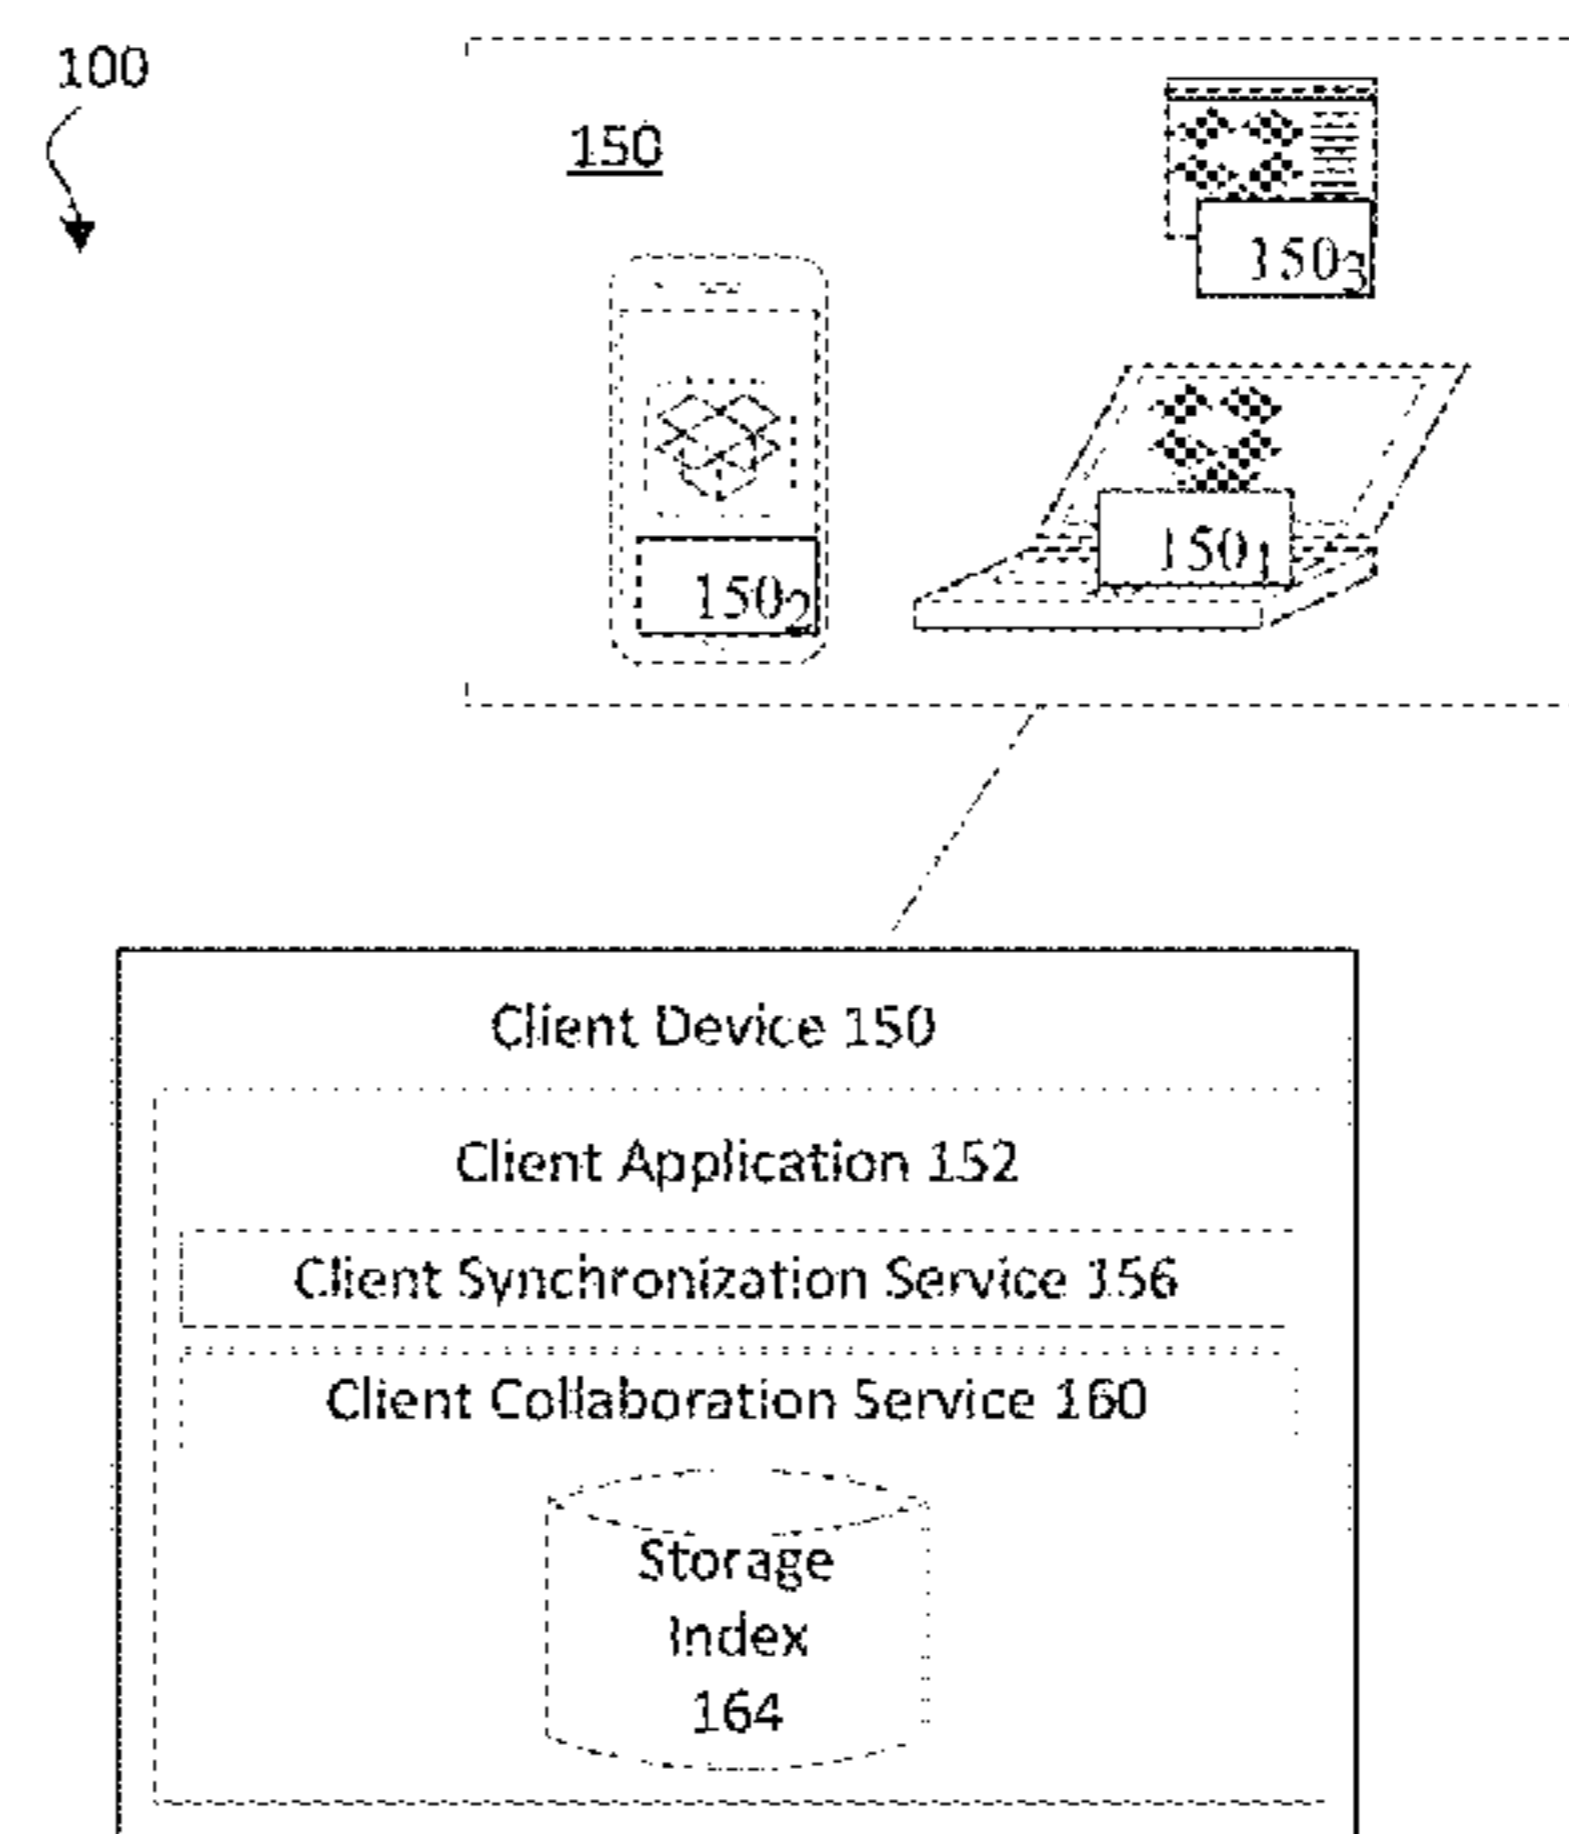 100
150
150₃
150₁
150₂
Client Device 150
Client Application 152
Client Synchronization Service 156
Client Collaboration Service 160
Storage
Index
164